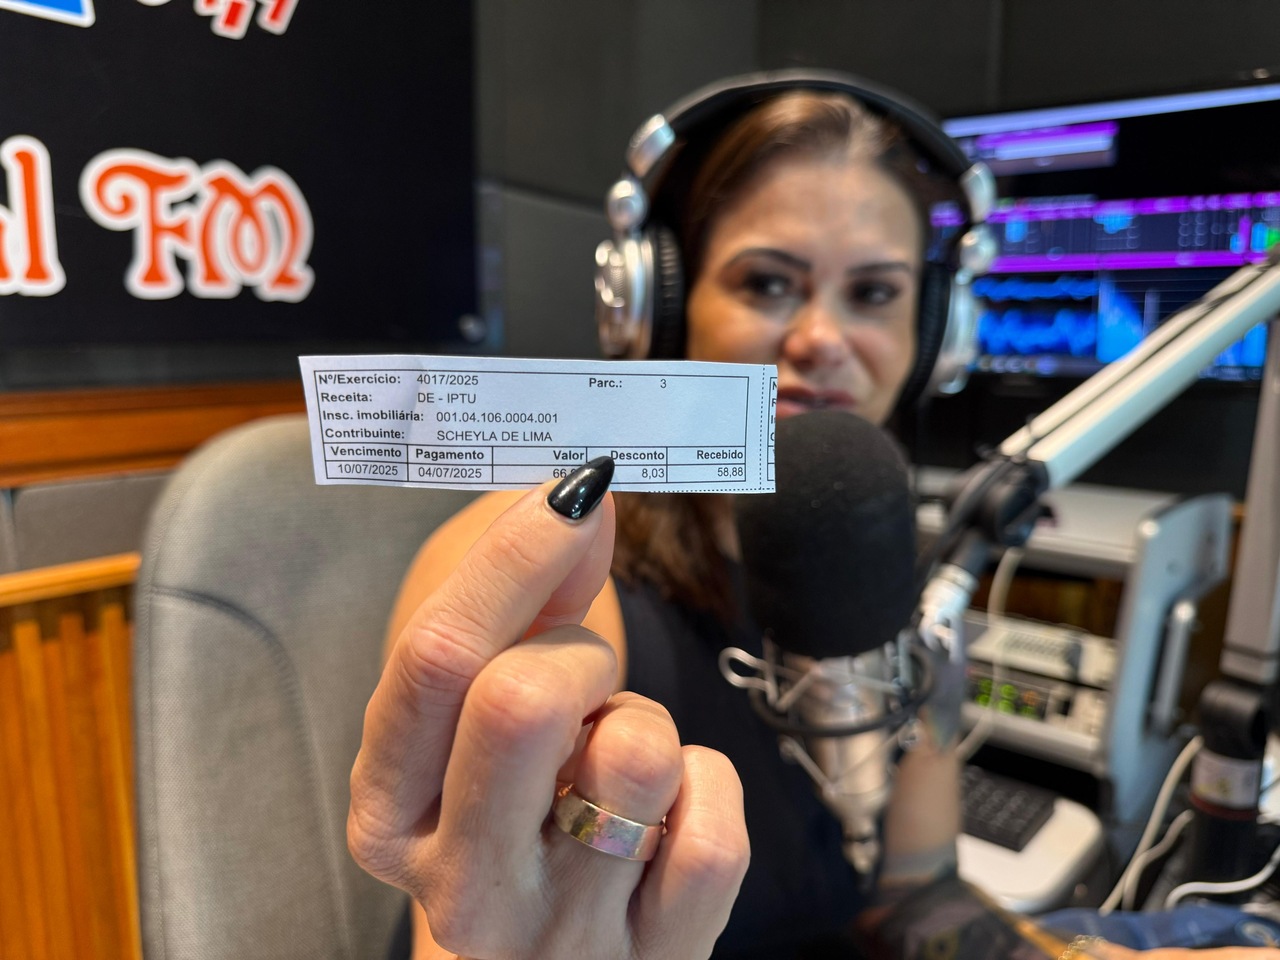 FM
Nº/Exercício: 4017/2025 Parc.: 3
Receita: DE - IPTU
Insc. imobiliária: 001.04.106.0004.001
Contribuinte: SCHEYLA DE LIMA
Vencimento Pagamento Valor Desconto Recebido
10/07/2025 04/07/2025 8,03 58,88